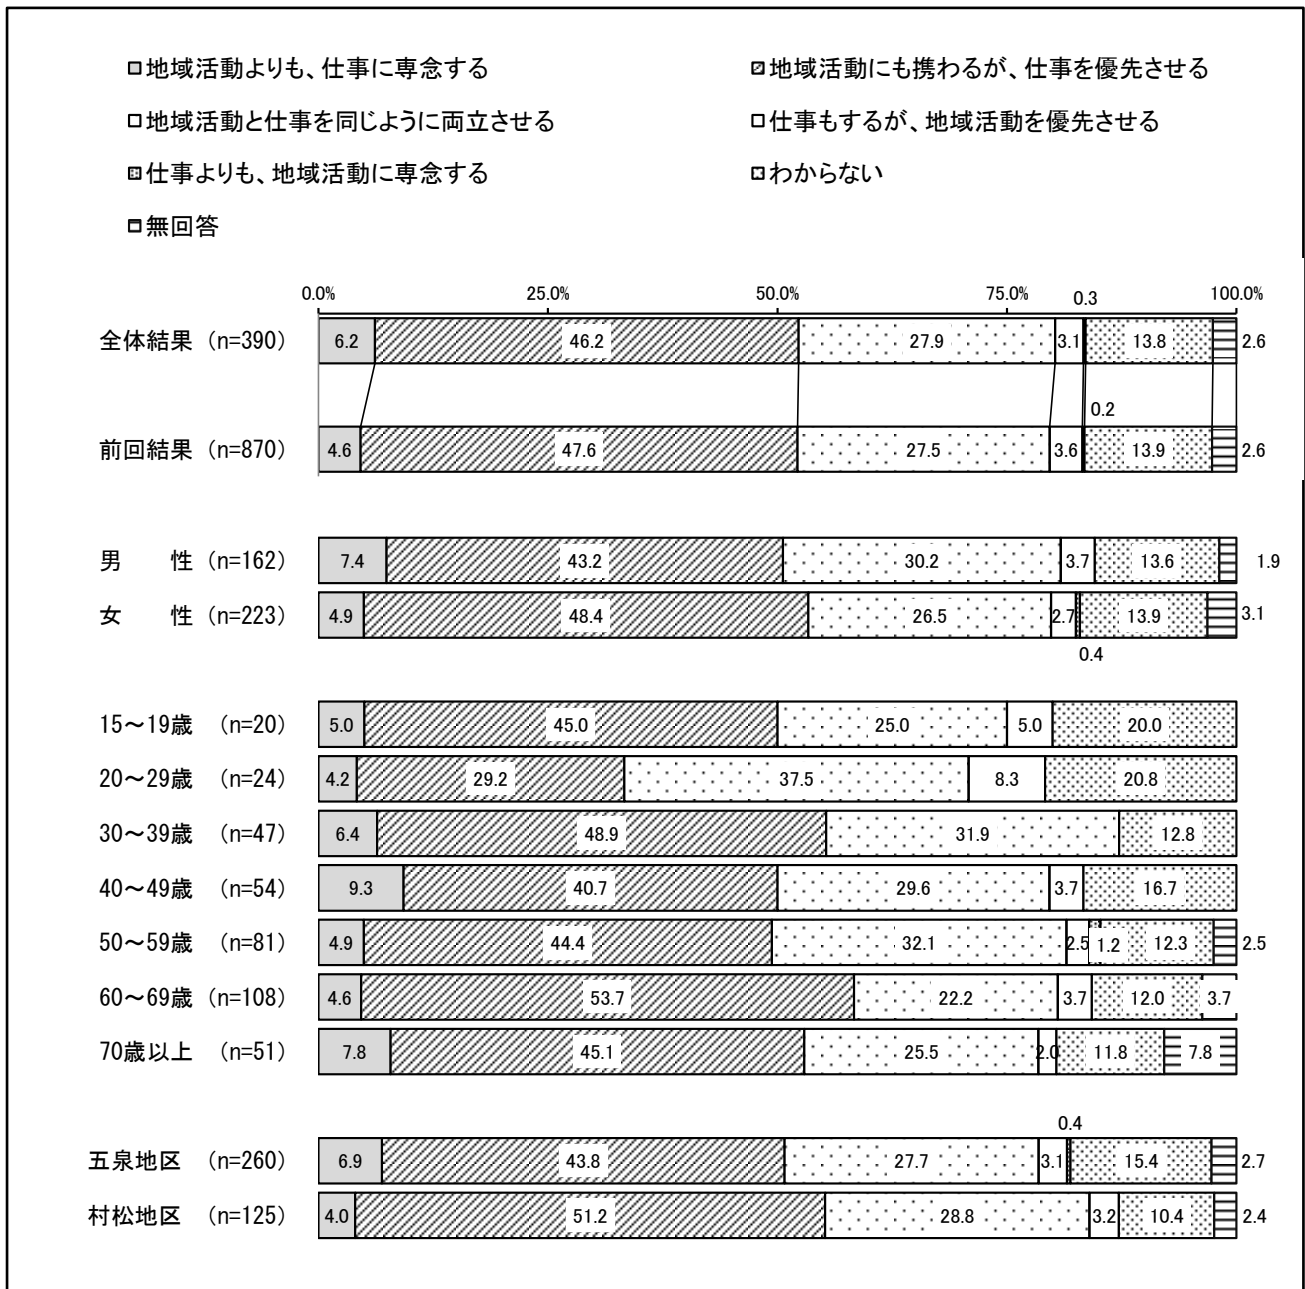 地域活動よりも、仕事に専念する 地域活動にも携わるが、仕事を優先させる
地域活動と仕事を同じように両立させる 仕事もするが、地域活動を優先させる
仕事よりも、地域活動に専念する わからない
無回答
0.0% 25.0% 50.0% 75.0% 0.3 100.0%
全体結果 (n=390) 6.2 46.2 27.9 3.1 13.8 2.6
0.2
前回結果 (n=870) 4.6 47.6 27.5 3.6 13.9 2.6
男 性 (n=162) 7.4 43.2 30.2 3.7 13.6 1.9
女 性 (n=223) 4.9 48.4 26.5 2.7 13.9 3.1
0.4
15～19歳 (n=20) 5.0 45.0 25.0 5.0 20.0
20～29歳 (n=24) 4.2 29.2 37.5 8.3 20.8
30～39歳 (n=47) 6.4 48.9 31.9 12.8
40～49歳 (n=54) 9.3 40.7 29.6 3.7 16.7
50～59歳 (n=81) 4.9 44.4 32.1 2.5 1.2 12.3 2.5
60～69歳 (n=108) 4.6 53.7 22.2 3.7 12.0 3.7
70歳以上 (n=51) 7.8 45.1 25.5 2.0 11.8 7.8
0.4
五泉地区 (n=260) 6.9 43.8 27.7 3.1 15.4 2.7
村松地区 (n=125) 4.0 51.2 28.8 3.2 10.4 2.4